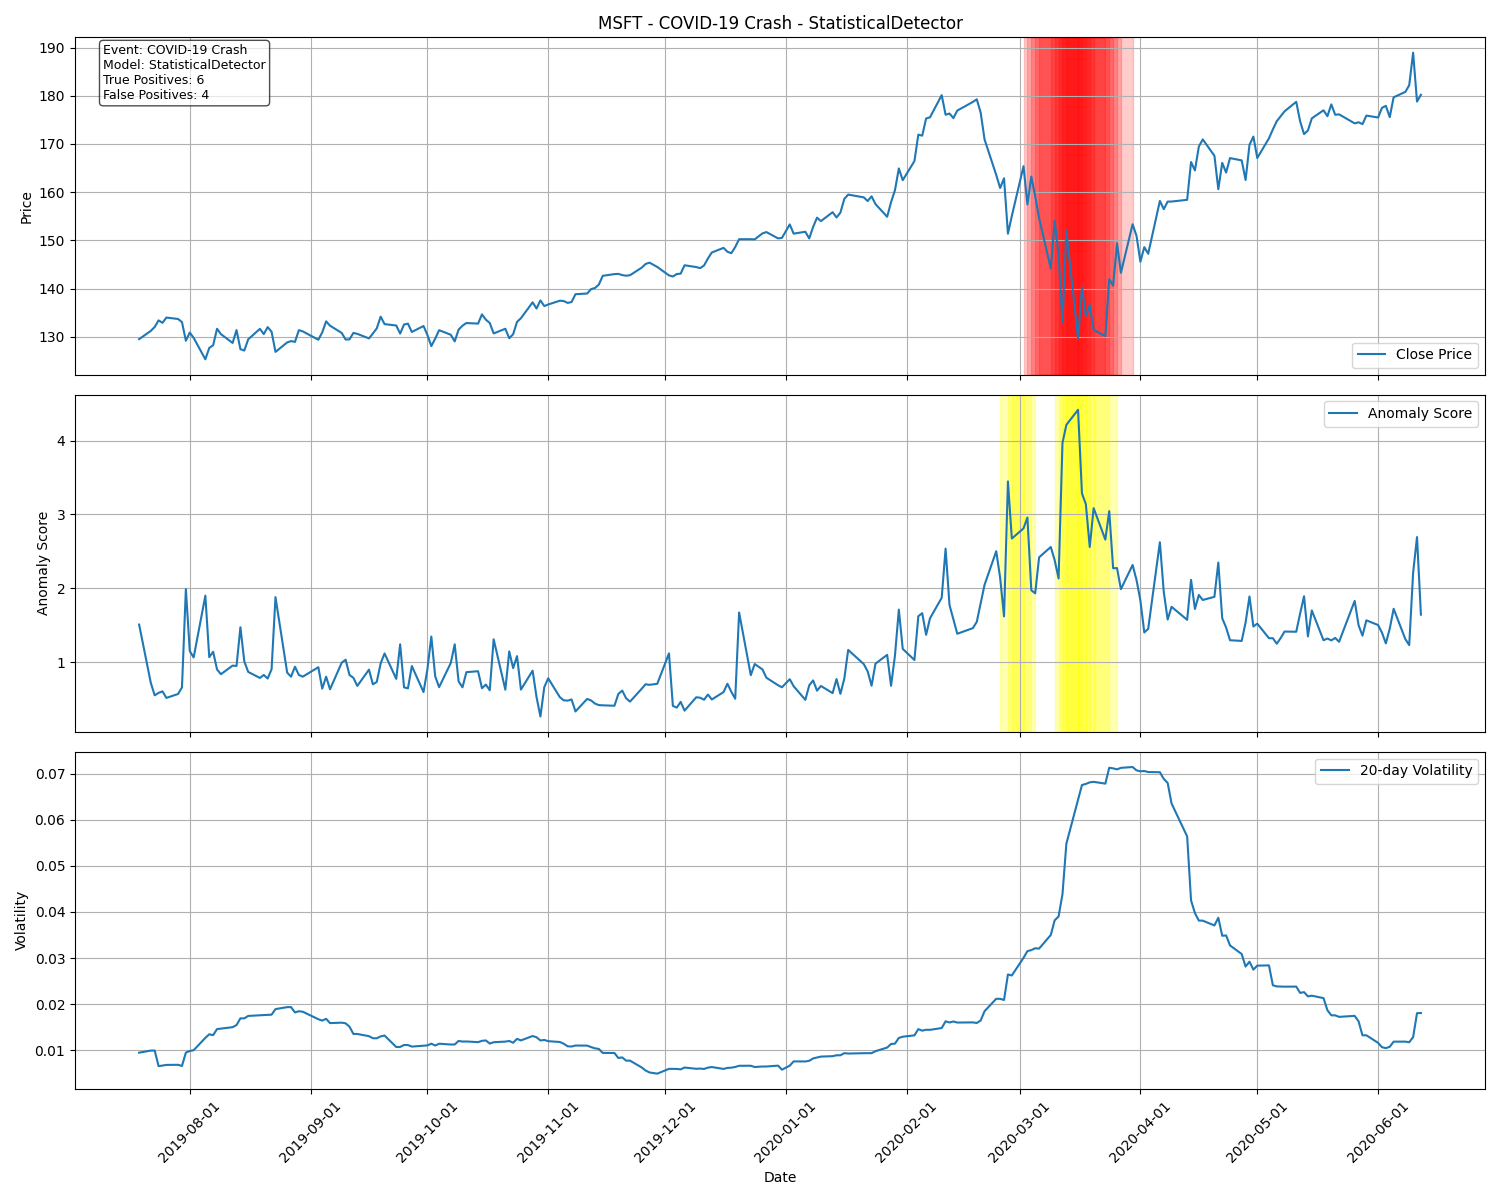 MSFT - COVID-19 Crash - StatisticalDetector
Event: COVID-19 Crash
Model: StatisticalDetector
True Positives: 6
False Positives: 4
190
180
170
160
150
140
130
Price
Close Price
4
3
2
1
Anomaly Score
Anomaly Score
0.07
0.06
0.05
0.04
0.03
0.02
0.01
Volatility
20-day Volatility
2019-08-01
2019-09-01
2019-10-01
2019-11-01
2019-12-01
2020-01-01
2020-02-01
2020-03-01
2020-04-01
2020-05-01
2020-06-01
Date